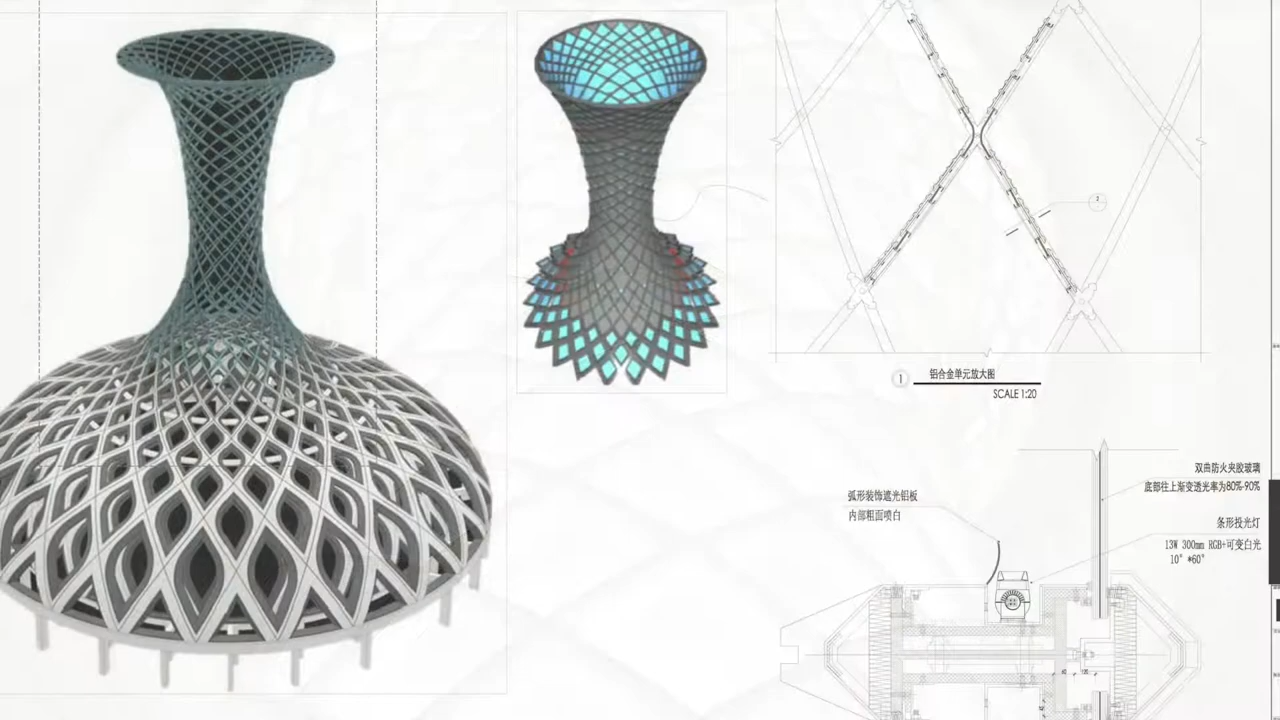 2
1
铝合金单元放大图
SCALE 1:20
双曲防火夹胶玻璃
底部往上渐变透光率为80%-90%
弧形装饰遮光铝板
内部粗面喷白
条形投光灯
13W 300mm RGB+可变白光
10° *60°